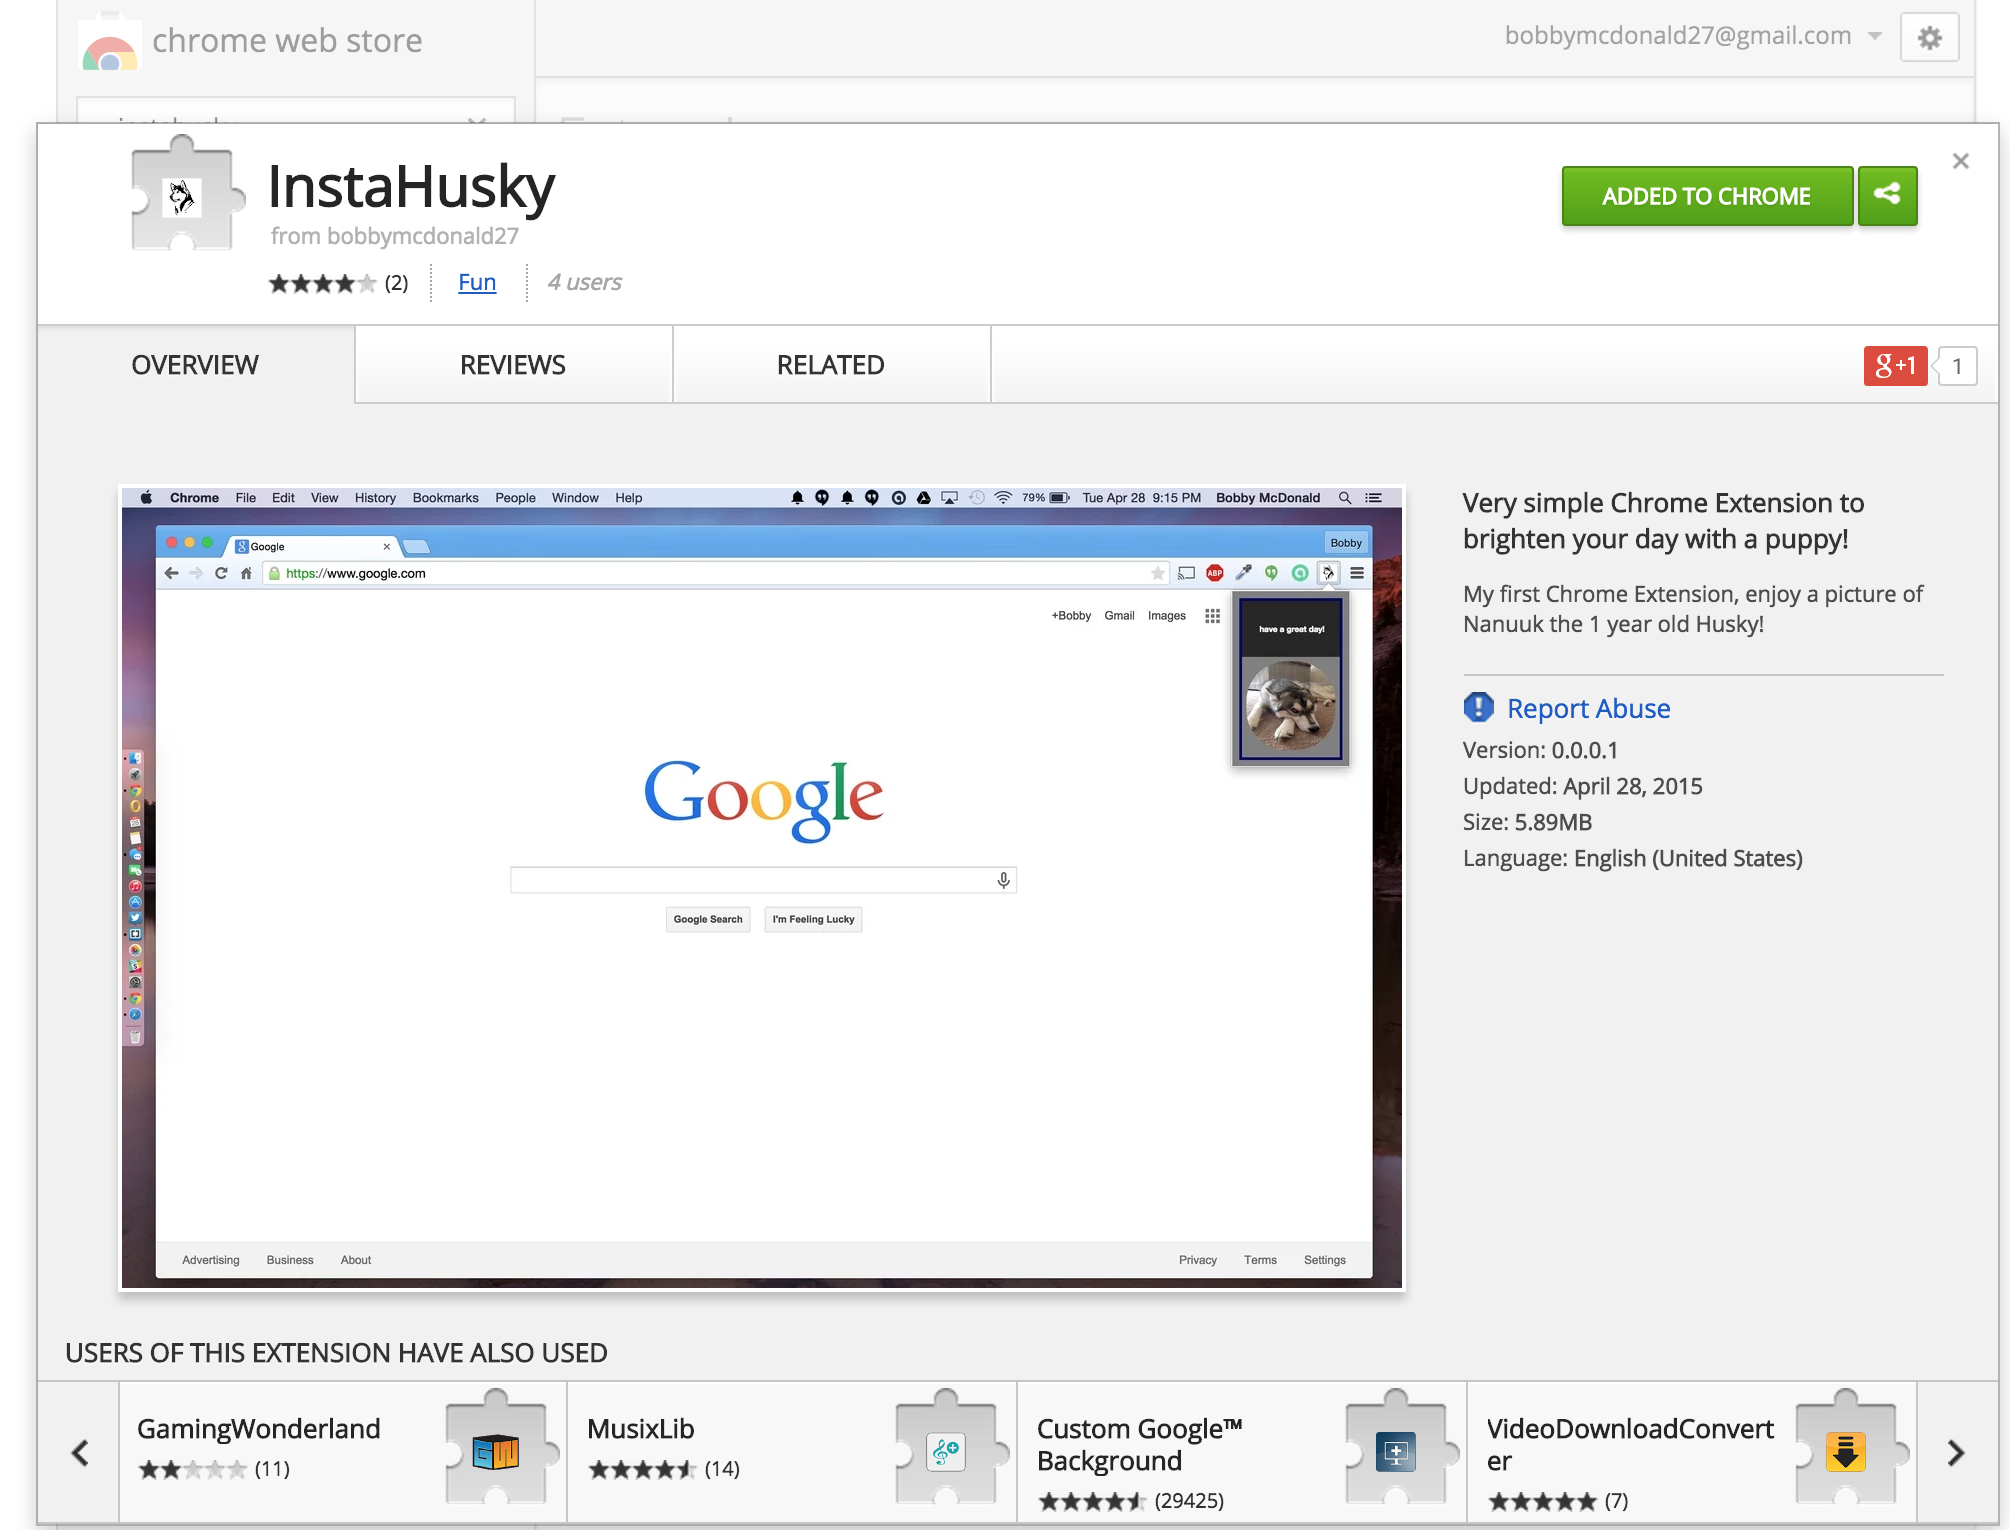 chrome web store
bobbymcdonald27@gmail.com
InstaHusky
from bobbymcdonald27
(2)
Fun
4 users
ADDED TO CHROME
OVERVIEW
REVIEWS
RELATED
g+1
1
Chrome File Edit View History Bookmarks People Window Help
79% Tue Apr 28 9:15 PM Bobby McDonald
Google
Bobby
https://www.google.com
ABP
+Bobby Gmail Images
have a great day!
Google
Google Search
I'm Feeling Lucky
Advertising Business About
Privacy Terms Settings
Very simple Chrome Extension to
brighten your day with a puppy!
My first Chrome Extension, enjoy a picture of
Nanuuk the 1 year old Husky!
Report Abuse
Version: 0.0.0.1
Updated: April 28, 2015
Size: 5.89MB
Language: English (United States)
USERS OF THIS EXTENSION HAVE ALSO USED
GamingWonderland
(11)
MusixLib
(14)
Custom Google™
Background
(29425)
VideoDownloadConvert
er
(7)